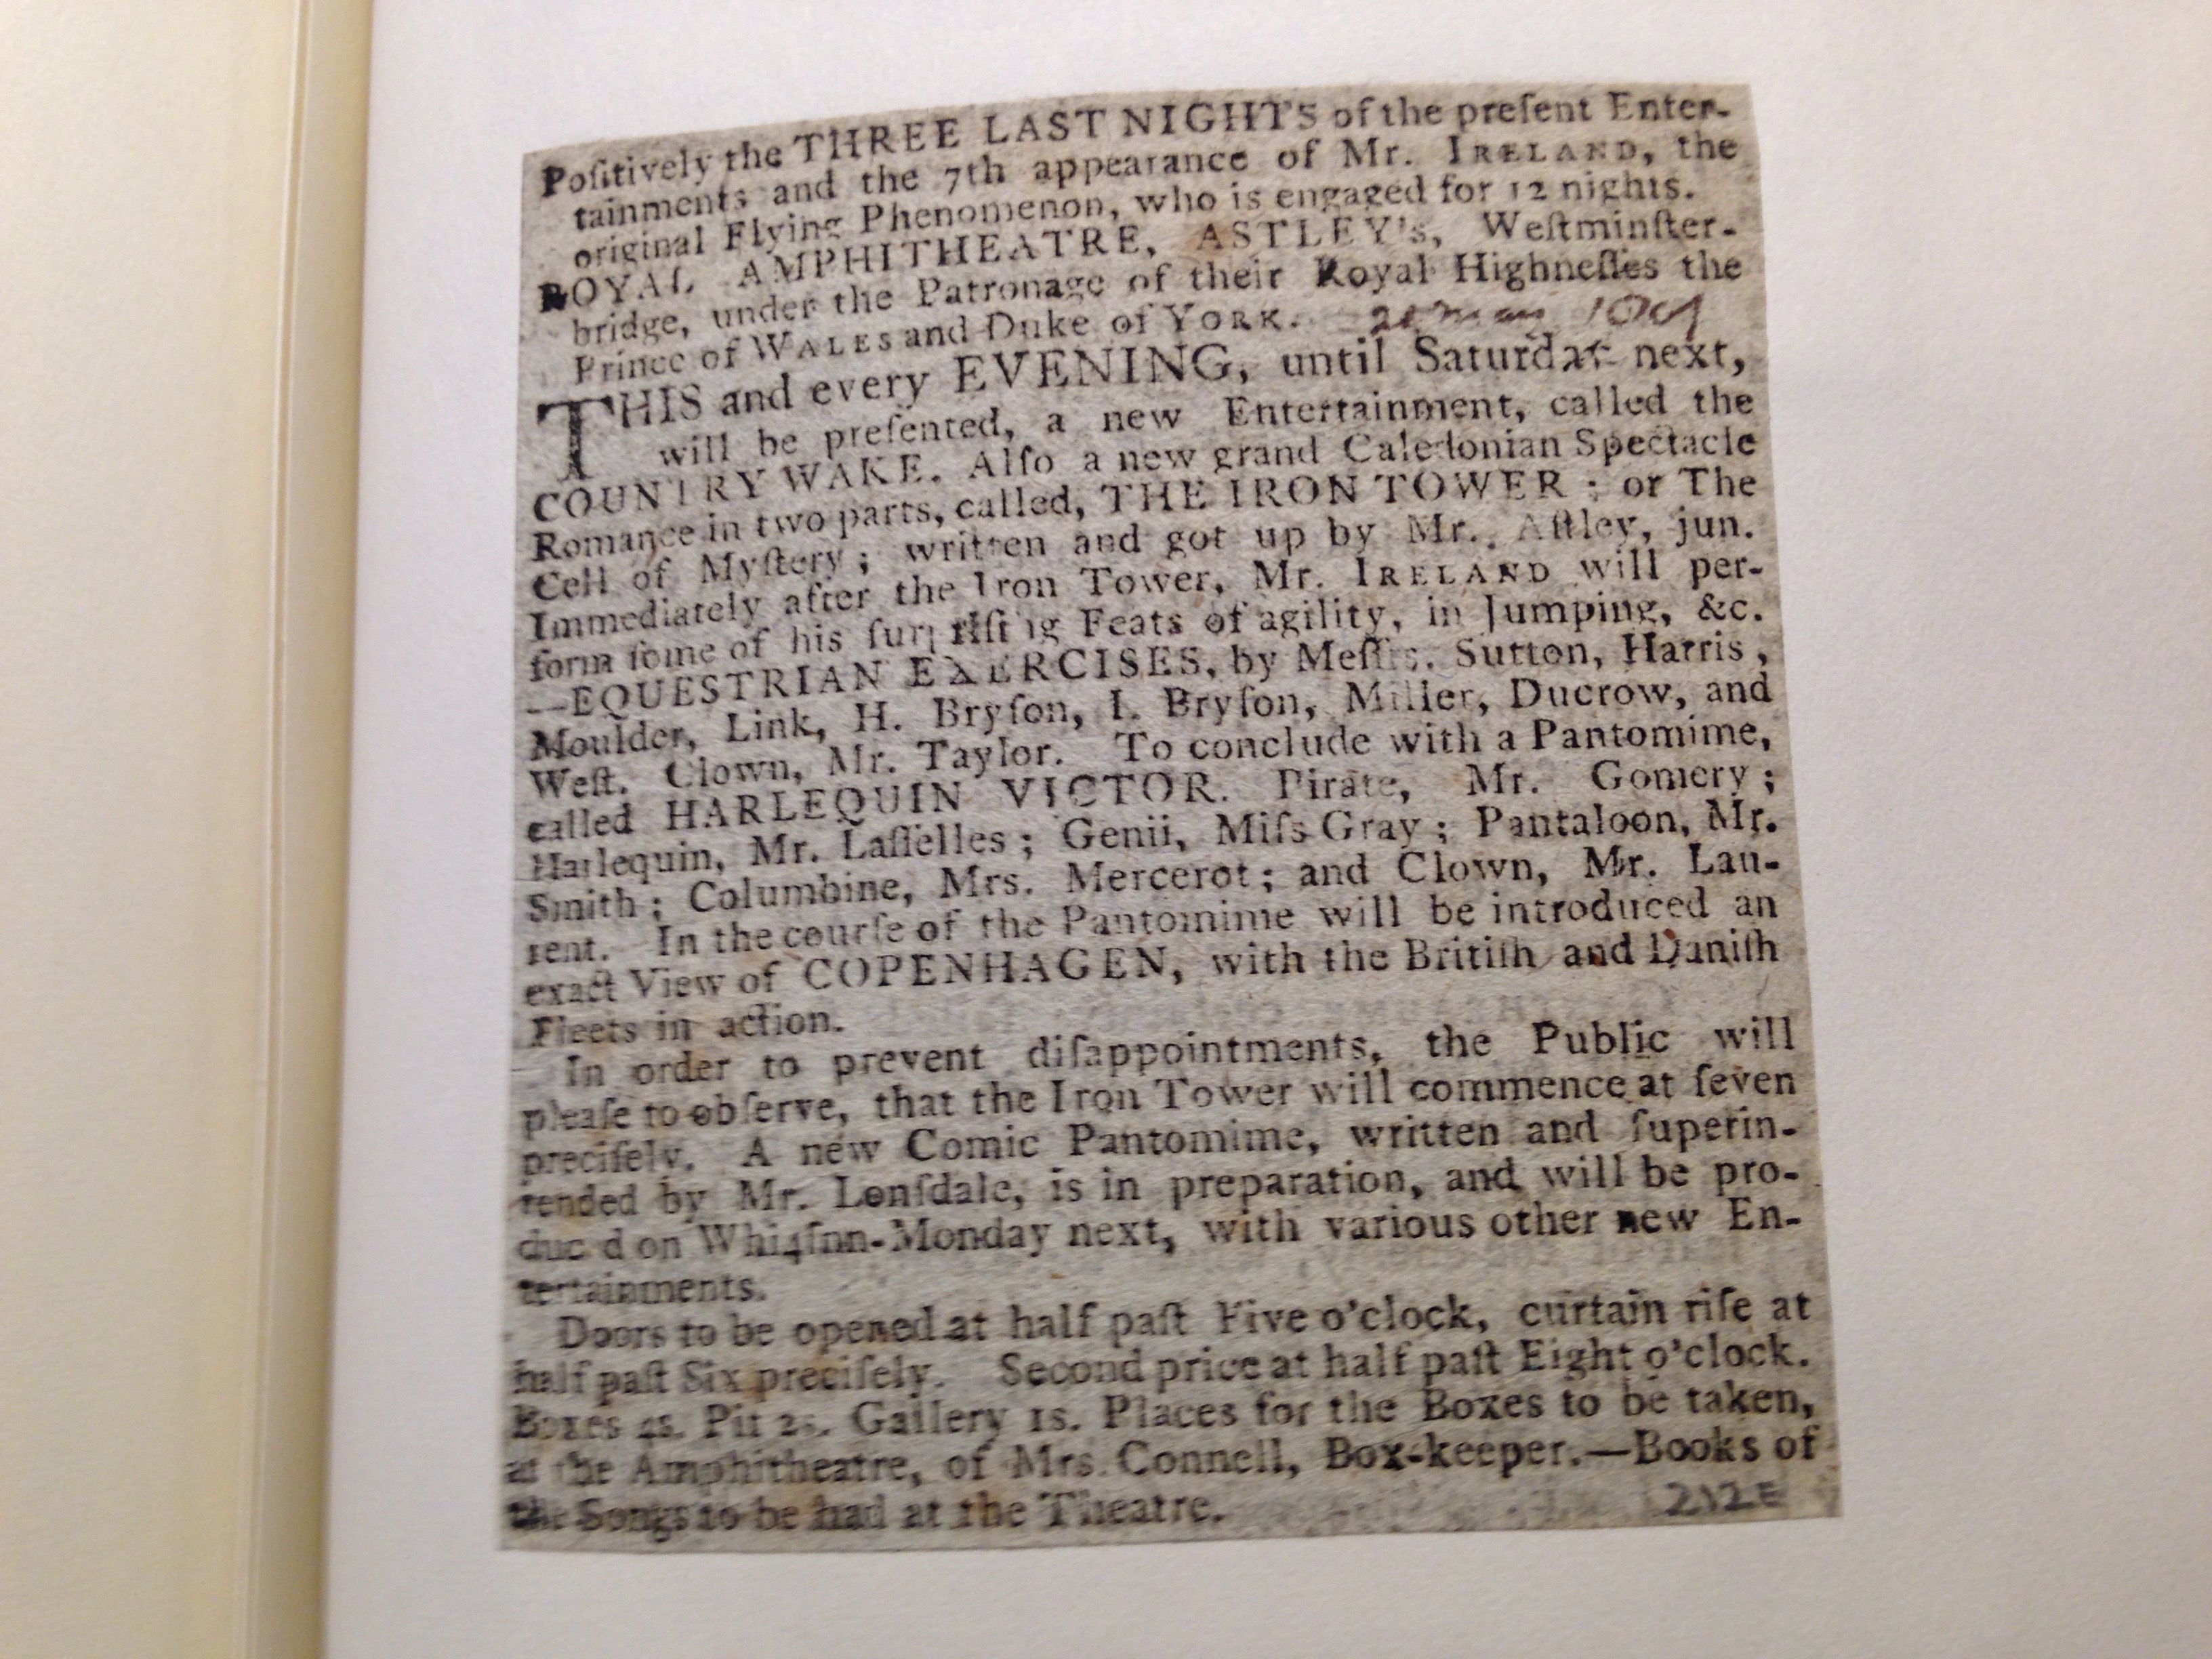 Poſitively the THREE LAST NIGHTS of the preſent Enter-
tainments and the 7th appearance of Mr. IRELAND, the
original Flying Phenomenon, who is engaged for 12 nights.
ROYAL AMPHITHEATRE, ASTLEY's, Weſtminſter-
bridge, under the Patronage of their Royal Highneſſes the
Prince of WALES and Duke of YORK.
THIS and every EVENING, until Saturday next,
will be preſented, a new Entertainment, called the
COUNTRY WAKE. Alſo a new grand Caledonian Spectacle
Romance in two parts, called, THE IRON TOWER; or The
Cell of Myſtery; written and got up by Mr. Aſtley, jun.
Immediately after the Iron Tower, Mr. IRELAND will per-
form ſome of his ſurpriſing Feats of agility, in Jumping, &c.
—EQUESTRIAN EXERCISES, by Meſſrs. Sutton, Harris,
Moulder, Link, H. Bryſon, I. Bryſon, Miller, Ducrow, and
Weſt. Clown, Mr. Taylor. To conclude with a Pantomime,
called HARLEQUIN VICTOR. Pirate, Mr. Gomery;
Harlequin, Mr. Laſſelles; Genii, Miſs Gray; Pantaloon, Mr.
Smith; Columbine, Mrs. Mercerot; and Clown, Mr. Lau-
rent. In the courſe of the Pantomime will be introduced an
exact View of COPENHAGEN, with the Britiſh and Daniſh
Fleets in action.
In order to prevent diſappointments, the Public will
pleaſe to obſerve, that the Iron Tower will commence at ſeven
preciſely. A new Comic Pantomime, written and ſuperin-
tended by Mr. Lonſdale, is in preparation, and will be pro-
duc d on Whi4ſnn-Monday next, with various other new En-
tertainments.
Doors to be opened at half paſt Five o'clock, curtain riſe at
half paſt Six preciſely. Second price at half paſt Eight o'clock.
Boxes 4s. Pit 2s. Gallery 1s. Places for the Boxes to be taken,
at the Amphitheatre, of Mrs. Connell, Box-keeper.—Books of
the Songs to be had at the Theatre.